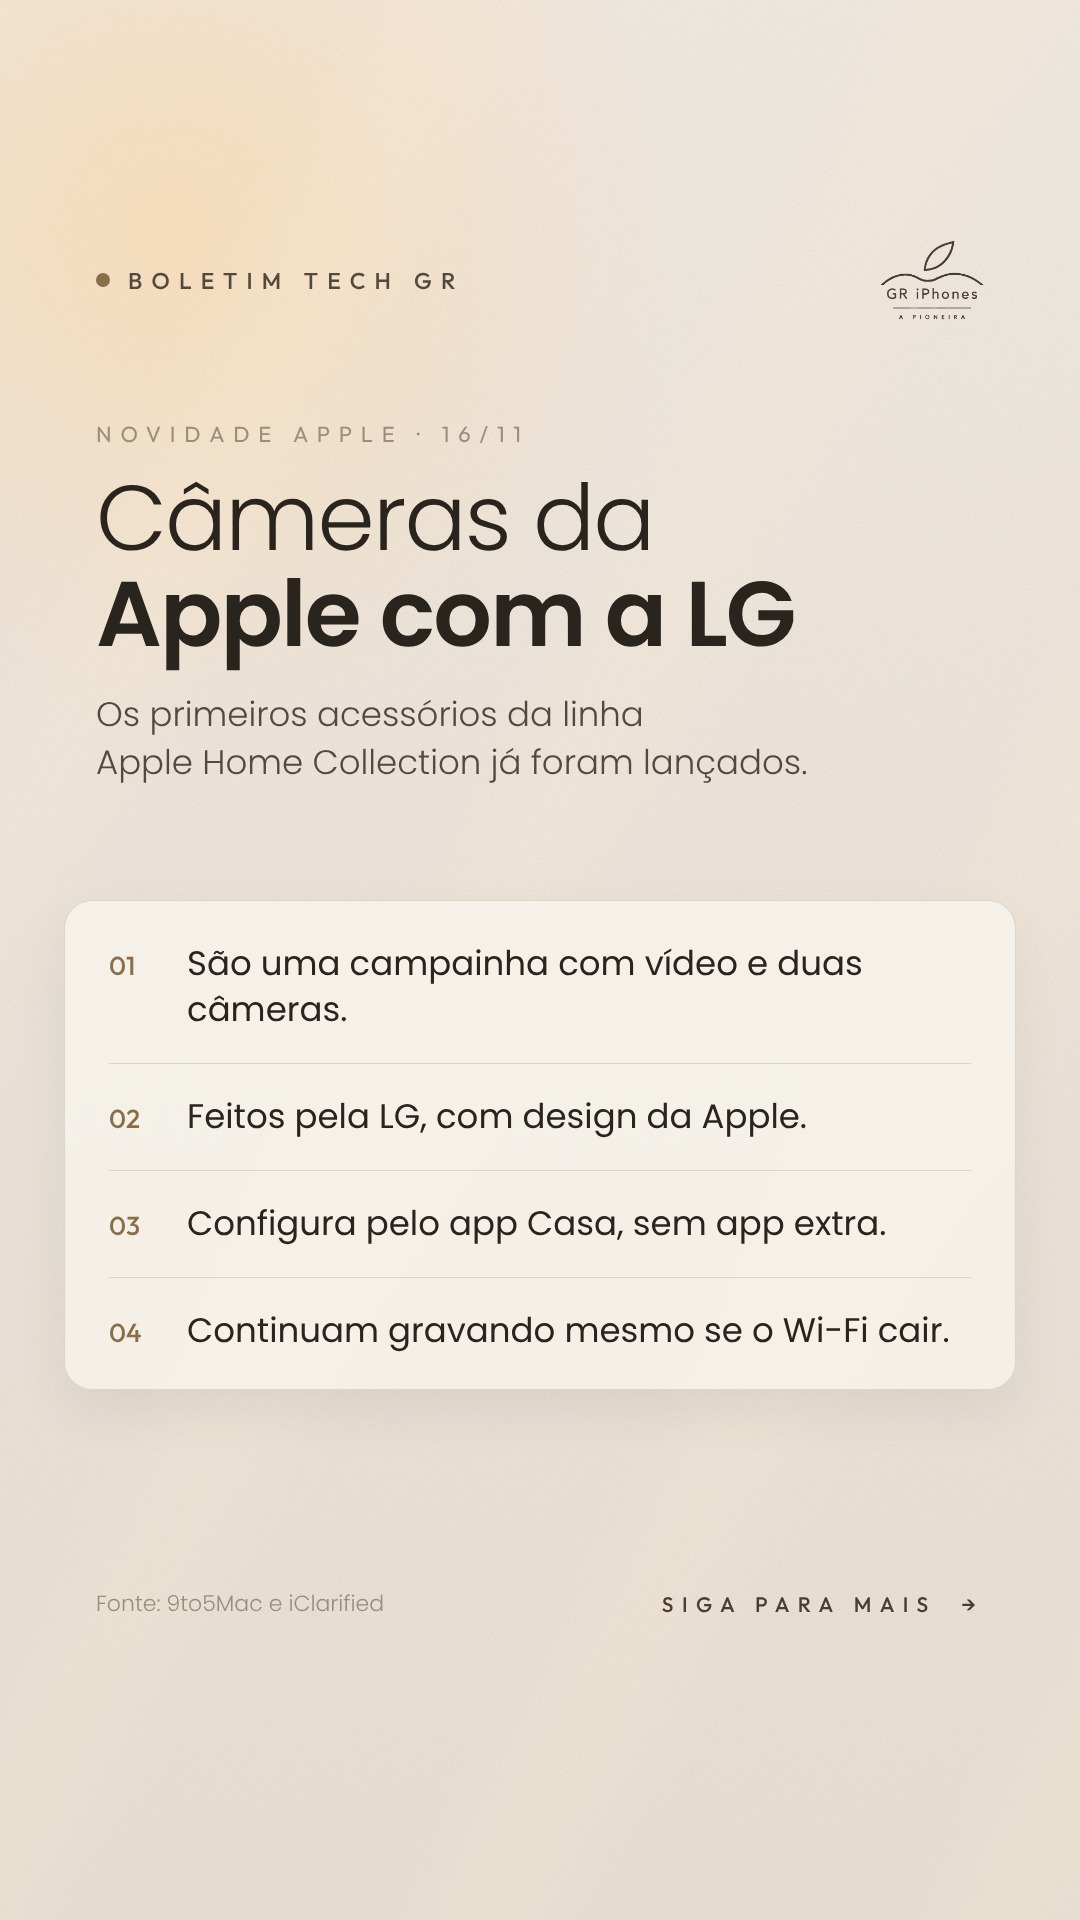 BOLETIM TECH GR
GR iPhones
A PIONEIRA
NOVIDADE APPLE · 16/11
Câmeras da
Apple com a LG
Os primeiros acessórios da linha
Apple Home Collection já foram lançados.
01 São uma campainha com vídeo e duas
câmeras.
02 Feitos pela LG, com design da Apple.
03 Configura pelo app Casa, sem app extra.
04 Continuam gravando mesmo se o Wi-Fi cair.
Fonte: 9to5Mac e iClarified
SIGA PARA MAIS →